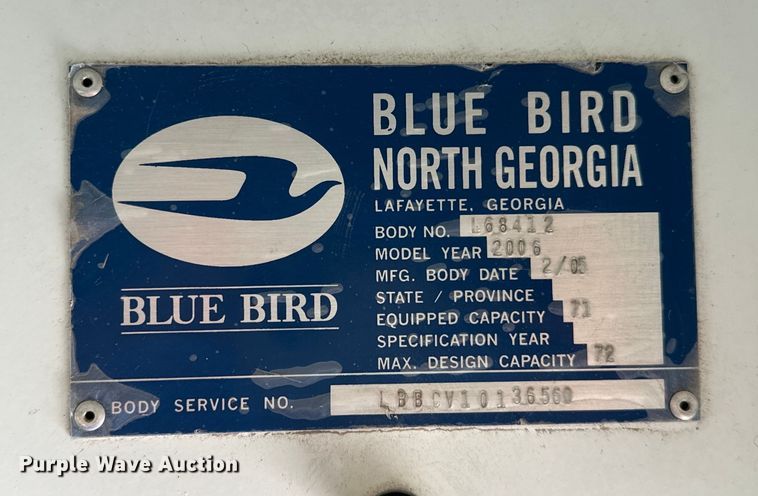 BLUE BIRD
NORTH GEORGIA
LAFAYETTE, GEORGIA
BODY NO. L68412
MODEL YEAR 2006
MFG. BODY DATE 2/05
STATE / PROVINCE
EQUIPPED CAPACITY 71
SPECIFICATION YEAR
MAX. DESIGN CAPACITY 72
BLUE BIRD
BODY SERVICE NO.
Purple Wave Auction